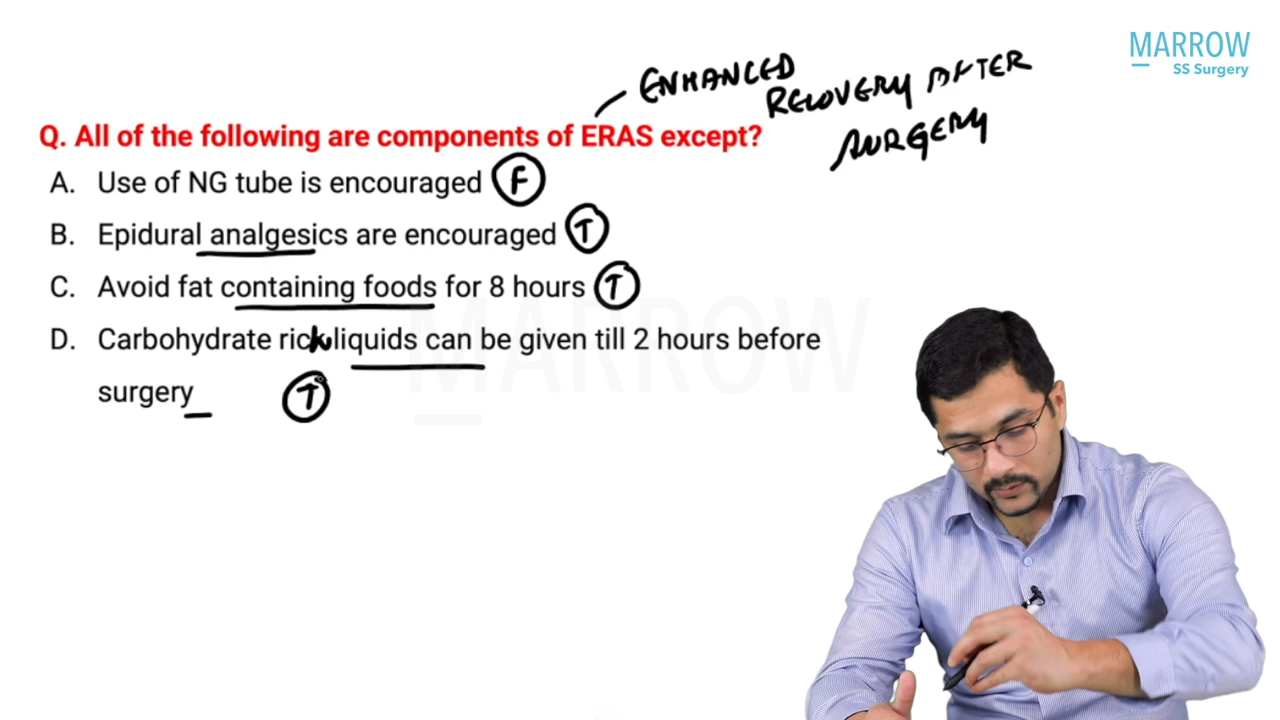 MARROW
SS Surgery
ENHANCED
RECOVERY AFTER
SURGERY
Q. All of the following are components of ERAS except?
A. Use of NG tube is encouraged F
B. Epidural analgesics are encouraged T
C. Avoid fat containing foods for 8 hours T
MARROW
D. Carbohydrate rich liquids can be given till 2 hours before
surgery T